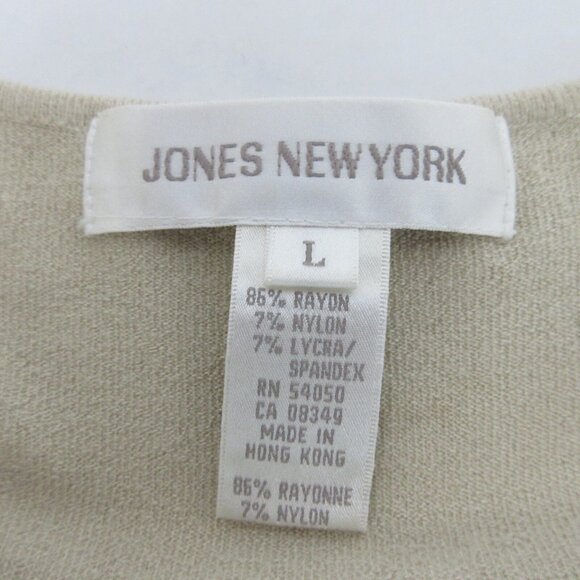 JONES NEW YORK
L
86% RAYON
7% NYLON
7% LYCRA/
SPANDEX
RN 54050
CA 08349
MADE IN
HONG KONG
86% RAYONNE
7% NYLON